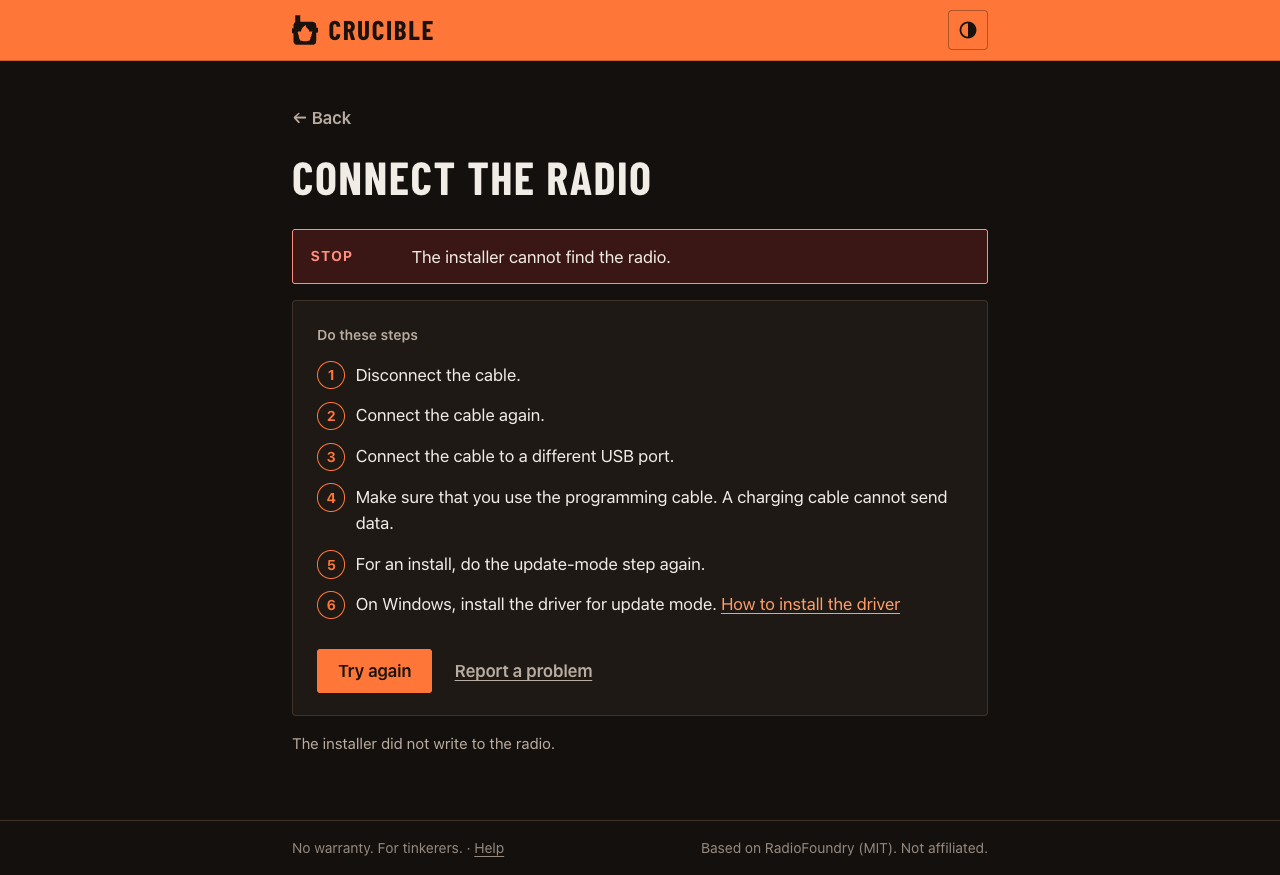 CRUCIBLE
← Back
CONNECT THE RADIO
STOP The installer cannot find the radio.
Do these steps
1 Disconnect the cable.
2 Connect the cable again.
3 Connect the cable to a different USB port.
4 Make sure that you use the programming cable. A charging cable cannot send
data.
5 For an install, do the update-mode step again.
6 On Windows, install the driver for update mode. How to install the driver
Try again Report a problem
The installer did not write to the radio.
No warranty. For tinkerers. · Help Based on RadioFoundry (MIT). Not affiliated.